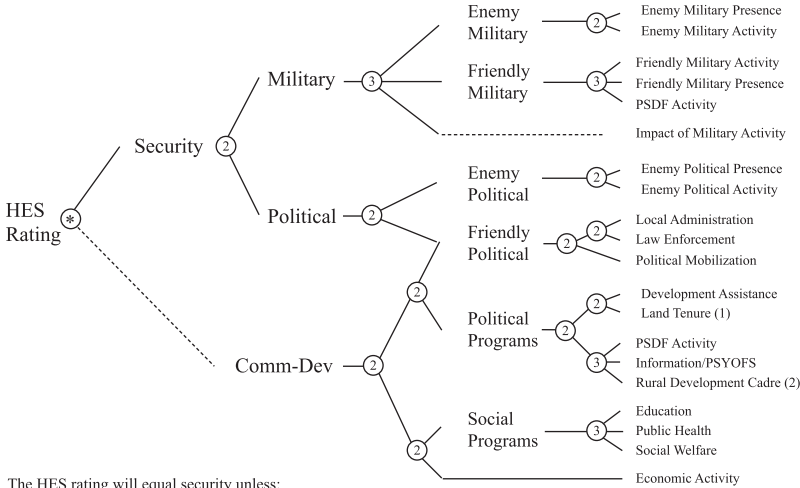 Enemy
Military
2
Enemy Military Presence
Enemy Military Activity
Military
3
Friendly
Military
3
Friendly Military Activity
Friendly Military Presence
PSDF Activity
Impact of Military Activity
Security
2
Enemy
Political
2
Enemy Political Presence
Enemy Political Activity
HES
Rating
*
Political
2
Friendly
Political
2
2
Local Administration
Law Enforcement
Political Mobilization
2
Political
Programs
2
2
Development Assistance
Land Tenure (1)
3
PSDF Activity
Information/PSYOFS
Rural Development Cadre (2)
Comm-Dev
2
Social
Programs
3
Education
Public Health
Social Welfare
2
Economic Activity
The HES rating will equal security unless: